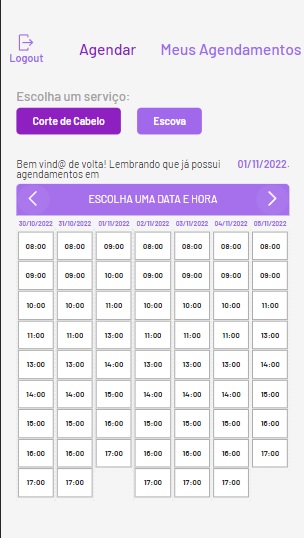 Logout
Agendar Meus Agendamentos
Escolha um serviço:
Corte de Cabelo Escova
Bem vind@ de volta! Lembrando que já possui agendamentos em 01/11/2022.
ESCOLHA UMA DATA E HORA
30/10/2022 31/10/2022 01/11/2022 02/11/2022 03/11/2022 04/11/2022 05/11/2022
08:00 08:00 09:00 08:00 08:00 08:00 08:00
09:00 09:00 10:00 09:00 09:00 09:00 09:00
10:00 10:00 11:00 10:00 10:00 10:00 11:00
11:00 11:00 13:00 11:00 11:00 11:00 13:00
13:00 13:00 14:00 13:00 13:00 13:00 14:00
14:00 14:00 15:00 14:00 14:00 14:00 15:00
15:00 15:00 16:00 15:00 15:00 15:00 16:00
16:00 16:00 17:00 16:00 16:00 16:00 17:00
17:00 17:00 17:00 17:00 17:00